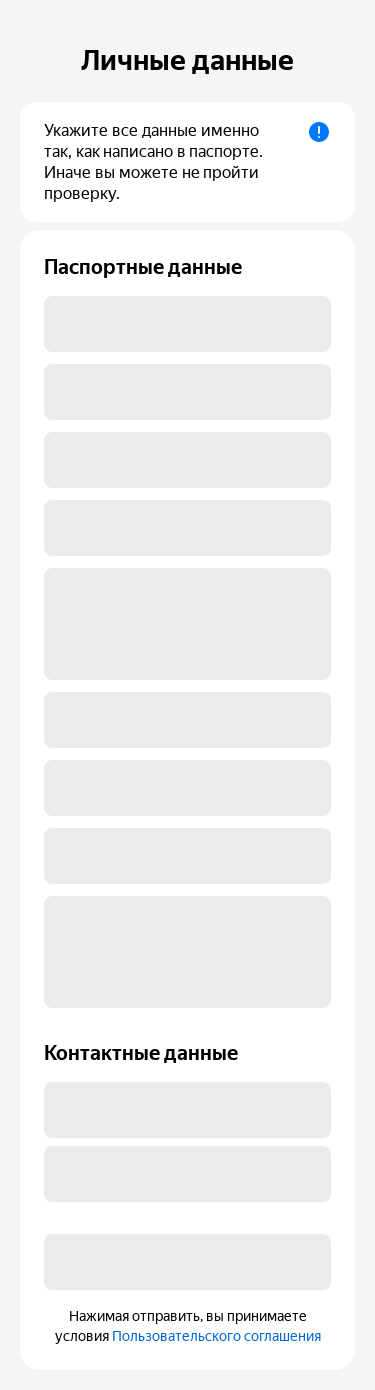 Личные данные
Укажите все данные именно
так, как написано в паспорте.
Иначе вы можете не пройти
проверку.
Паспортные данные
Контактные данные
Нажимая отправить, вы принимаете
условия Пользовательского соглашения